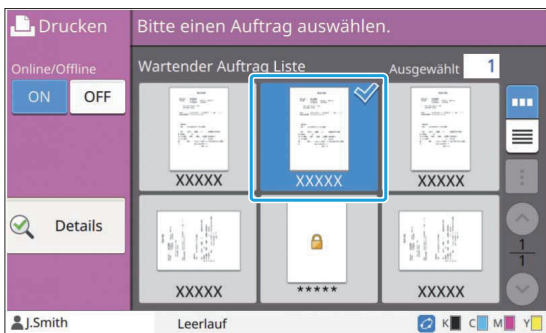 Drucken
Bitte einen Auftrag auswählen.
Online/Offline
Wartender Auftrag Liste
Ausgewählt 1
ON OFF
XXXXX XXXXX XXXXX
Details
1
1
XXXXX ***** XXXXX
J.Smith Leerlauf K C M Y